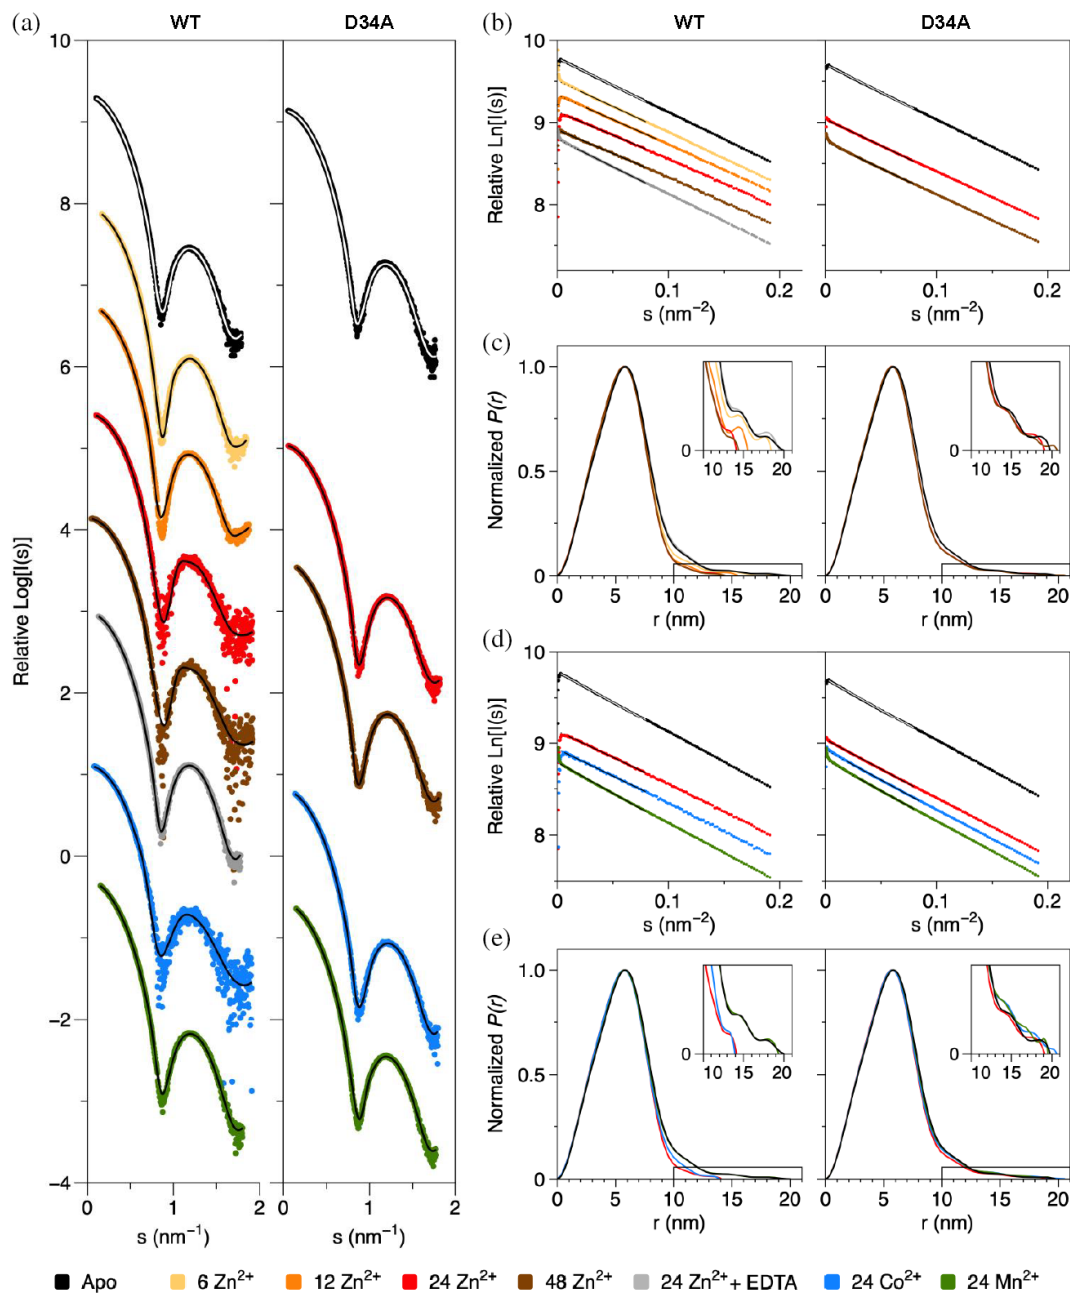 (a) WT D34A
Relative Log[I(s)]
10
8
6
4
2
0
−2
−4
0 1 2 0 1 2
s (nm⁻¹) s (nm⁻¹)
(b) WT D34A
Relative Ln[I(s)]
10
9
8
0 0.1 0.2 0 0.1 0.2
s (nm⁻²) s (nm⁻²)
(c)
Normalized P(r)
1.0
0.5
0
0
10 15 20
0
10 15 20
0 5 10 15 20 0 5 10 15 20
r (nm) r (nm)
(d)
Relative Ln[I(s)]
10
9
8
0 0.1 0.2 0 0.1 0.2
s (nm⁻²) s (nm⁻²)
(e)
Normalized P(r)
1.0
0.5
0
0
10 15 20
0
10 15 20
0 5 10 15 20 0 5 10 15 20
r (nm) r (nm)
Apo 6 Zn²⁺ 12 Zn²⁺ 24 Zn²⁺ 48 Zn²⁺ 24 Zn²⁺ + EDTA 24 Co²⁺ 24 Mn²⁺